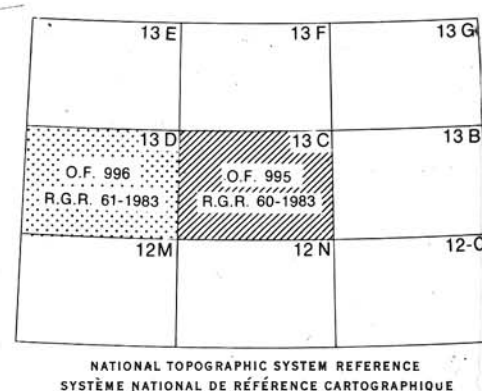 13 E 13 F 13 G
13 D 13 C 13 B
O.F. 996 O.F. 995
R.G.R. 61-1983 R.G.R. 60-1983
12M 12 N 12-O
NATIONAL TOPOGRAPHIC SYSTEM REFERENCE
SYSTÈME NATIONAL DE RÉFÉRENCE CARTOGRAPHIQUE